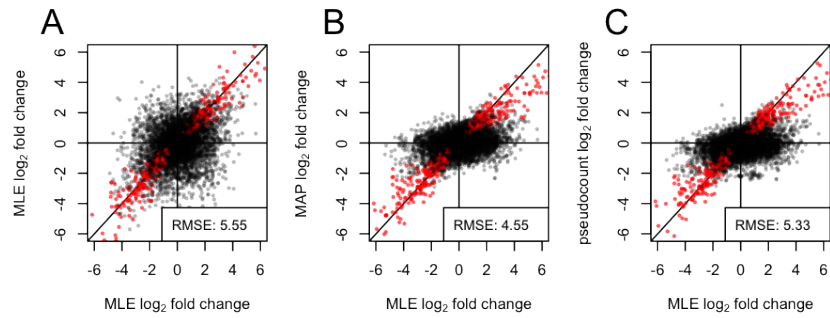 A
MLE log2 fold change
6
4
2
0
-2
-4
-6
RMSE: 5.55
-6 -4 -2 0 2 4 6
MLE log2 fold change
B
MAP log2 fold change
6
4
2
0
-2
-4
-6
RMSE: 4.55
-6 -4 -2 0 2 4 6
MLE log2 fold change
C
pseudocount log2 fold change
6
4
2
0
-2
-4
-6
RMSE: 5.33
-6 -4 -2 0 2 4 6
MLE log2 fold change